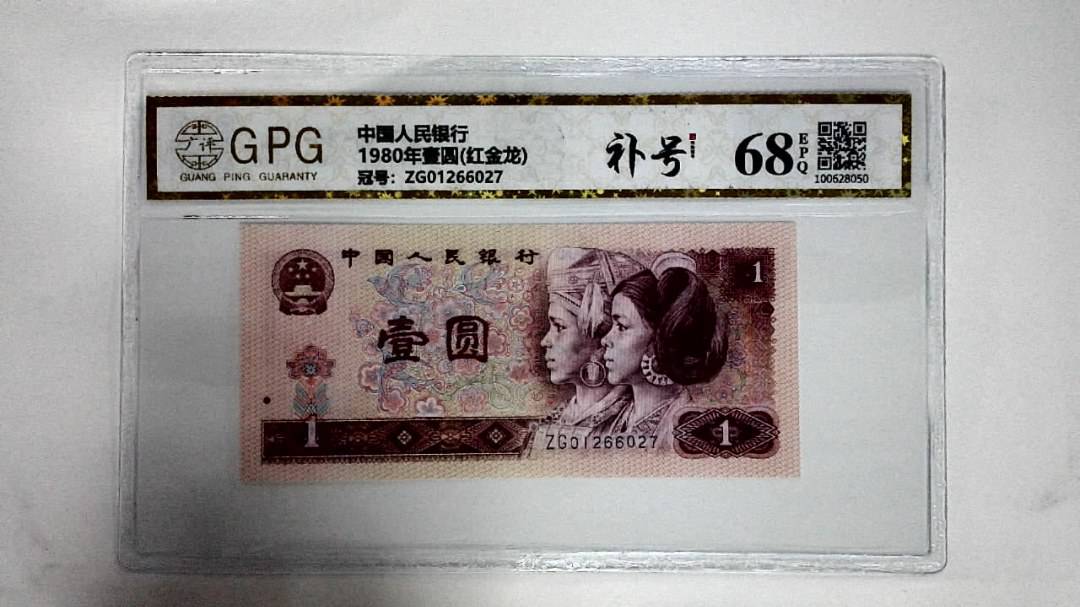 广评
GPG
GUANG PING GUARANTY
中国人民银行
1980年壹圆(红金龙)
冠号：ZG01266027
补号
68
EPQ
100628050
中国人民银行
1
壹圆
1
ZG01266027
1